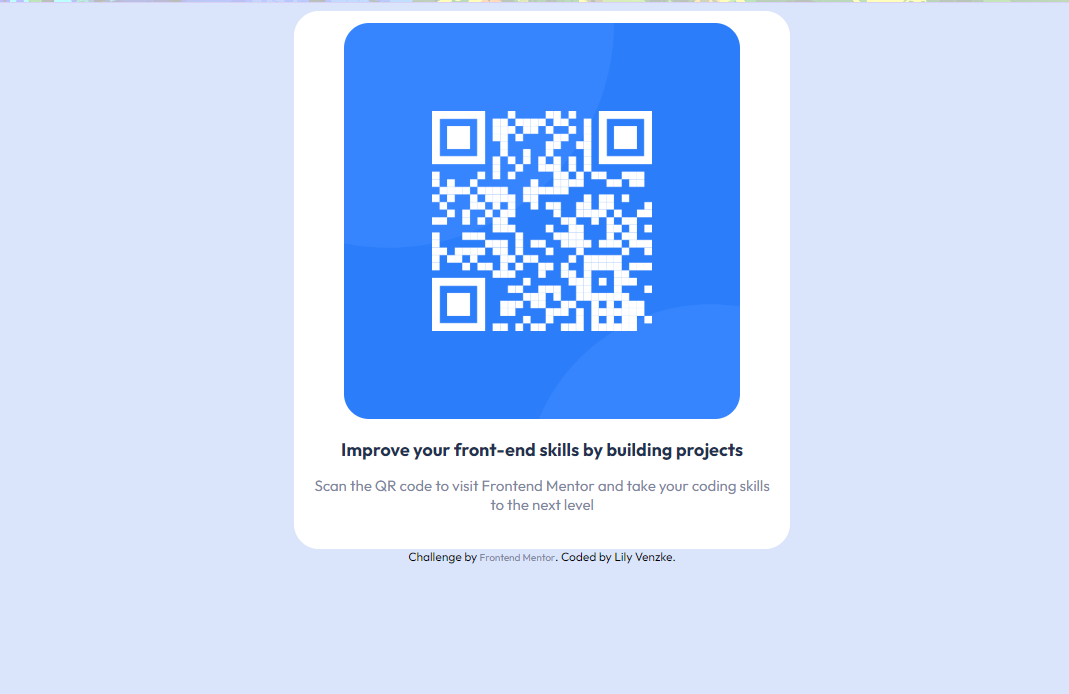 Improve your front-end skills by building projects
Scan the QR code to visit Frontend Mentor and take your coding skills
to the next level
Challenge by Frontend Mentor. Coded by Lily Venzke.